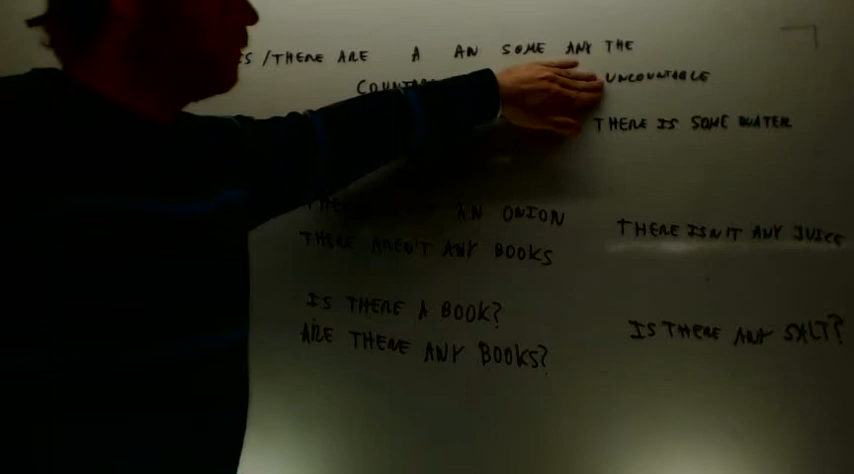 IS / THERE ARE A AN SOME ANY THE
UNCOUNTABLE
THERE IS SOME WATER
AN ONION
THERE ISN'T ANY JUICE
THERE AREN'T ANY BOOKS
IS THERE A BOOK?
IS THERE ANY SALT?
ARE THERE ANY BOOKS?